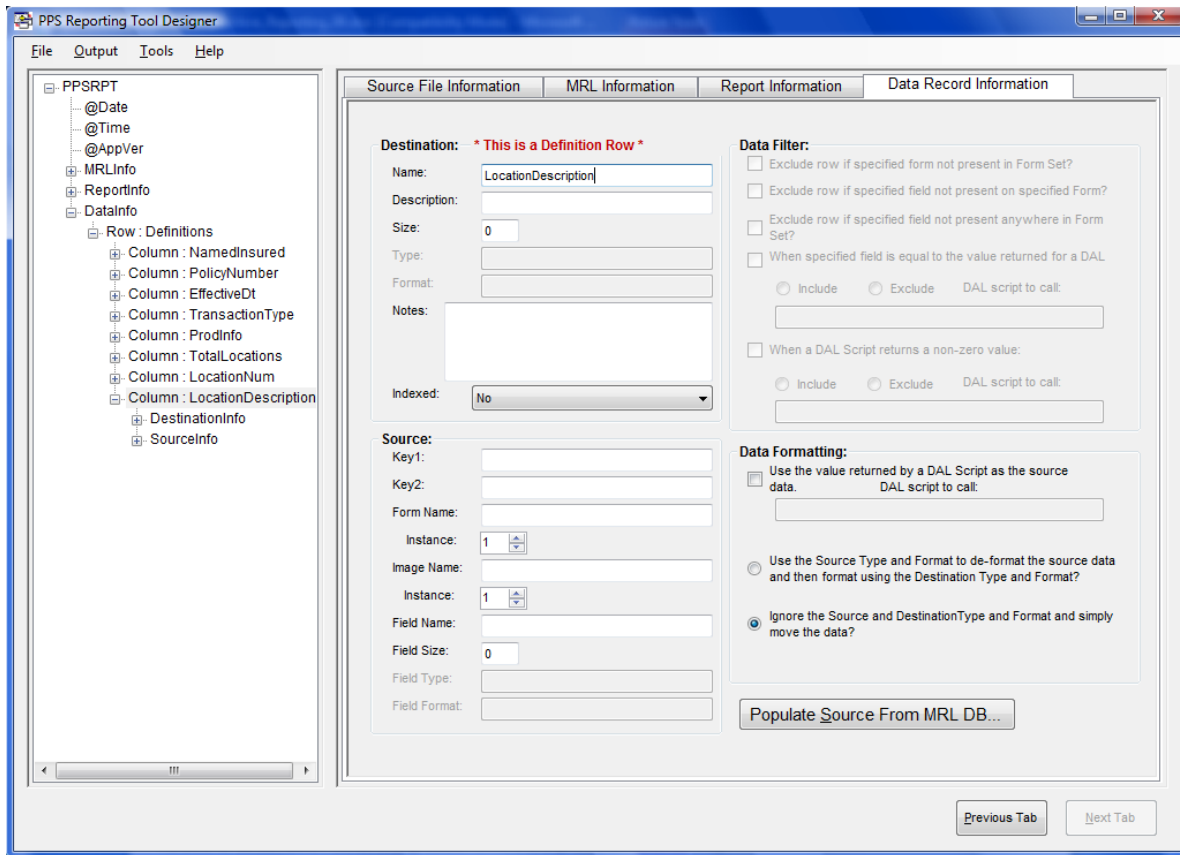 PPS Reporting Tool Designer
File Output Tools Help
PPSRPT
@Date
@Time
@AppVer
MRLInfo
ReportInfo
DataInfo
Row : Definitions
Column : NamedInsured
Column : PolicyNumber
Column : EffectiveDt
Column : TransactionType
Column : ProdInfo
Column : TotalLocations
Column : LocationNum
Column : LocationDescription
DestinationInfo
SourceInfo
Source File Information MRL Information Report Information Data Record Information
Destination: * This is a Definition Row *
Name: LocationDescription
Description:
Size: 0
Type:
Format:
Notes:
Indexed: No
Source:
Key1:
Key2:
Form Name:
Instance: 1
Image Name:
Instance: 1
Field Name:
Field Size: 0
Field Type:
Field Format:
Data Filter:
Exclude row if specified form not present in Form Set?
Exclude row if specified field not present on specified Form?
Exclude row if specified field not present anywhere in Form
Set?
When specified field is equal to the value returned for a DAL
Include Exclude DAL script to call:
When a DAL Script returns a non-zero value:
Include Exclude DAL script to call:
Data Formatting:
Use the value returned by a DAL Script as the source
data. DAL script to call:
Use the Source Type and Format to de-format the source data
and then format using the Destination Type and Format?
Ignore the Source and DestinationType and Format and simply
move the data?
Populate Source From MRL DB...
Previous Tab Next Tab